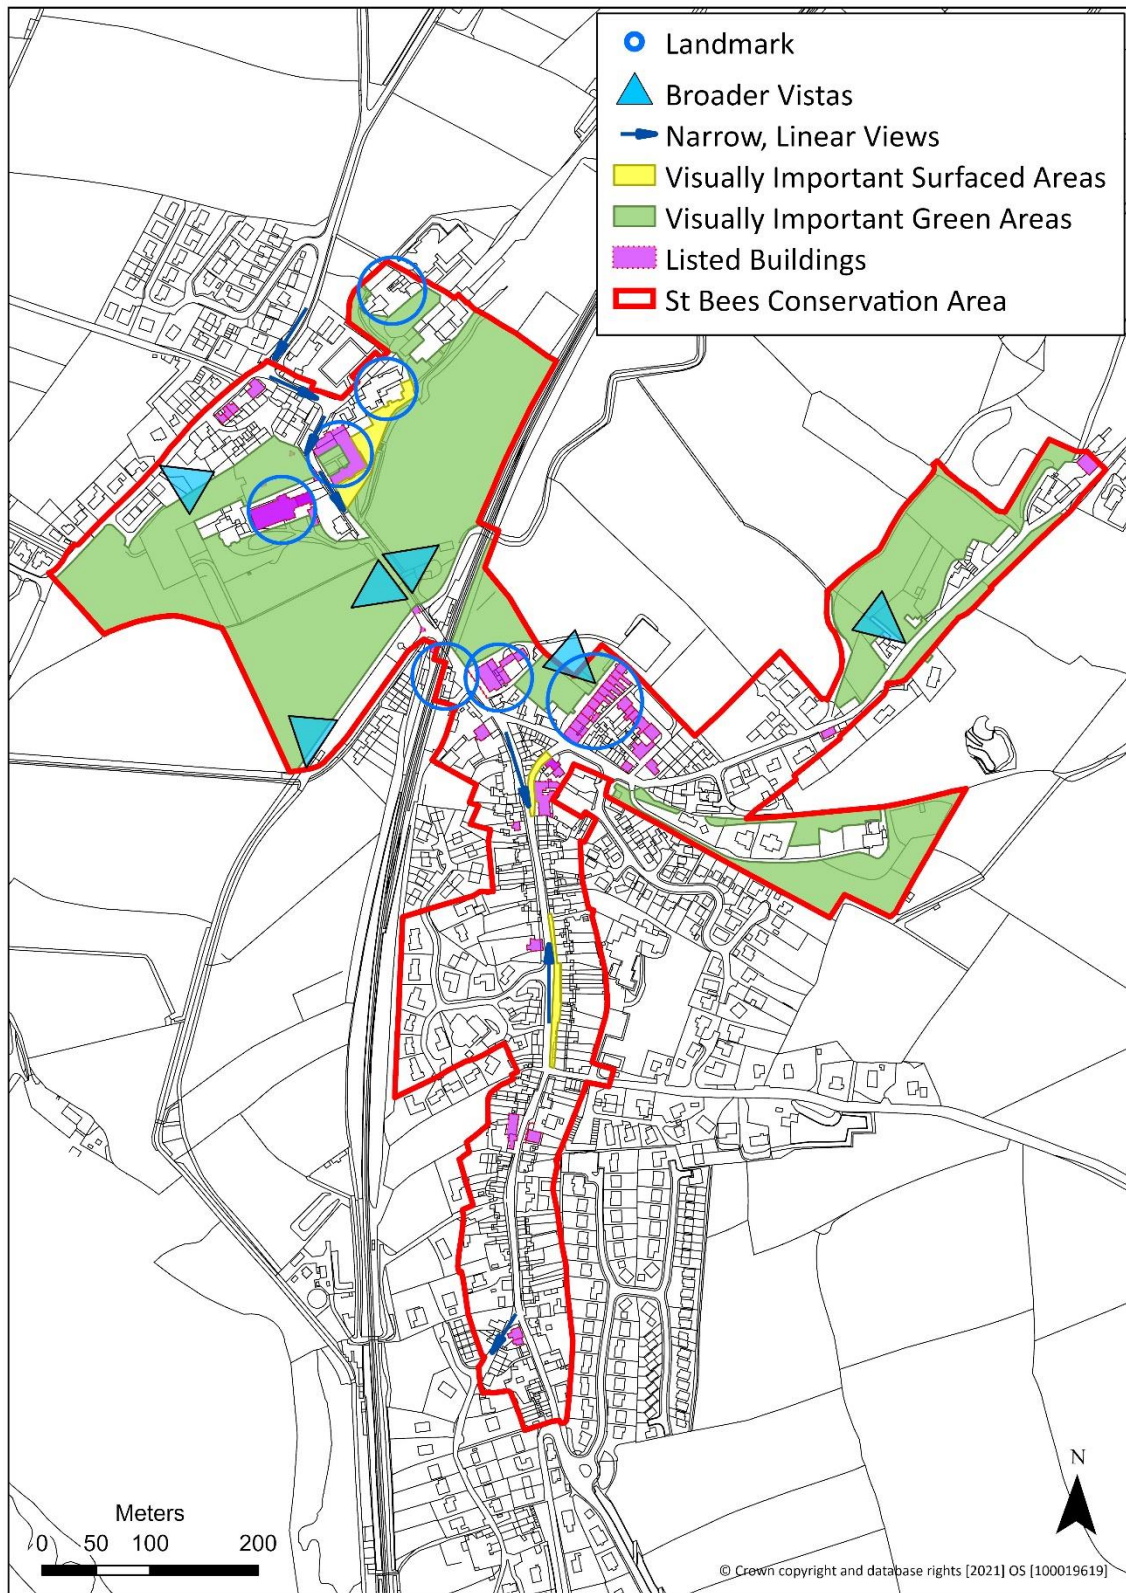 Landmark
Broader Vistas
Narrow, Linear Views
Visually Important Surfaced Areas
Visually Important Green Areas
Listed Buildings
St Bees Conservation Area
N
Meters
0 50 100 200
© Crown copyright and database rights [2021] OS [100019619]